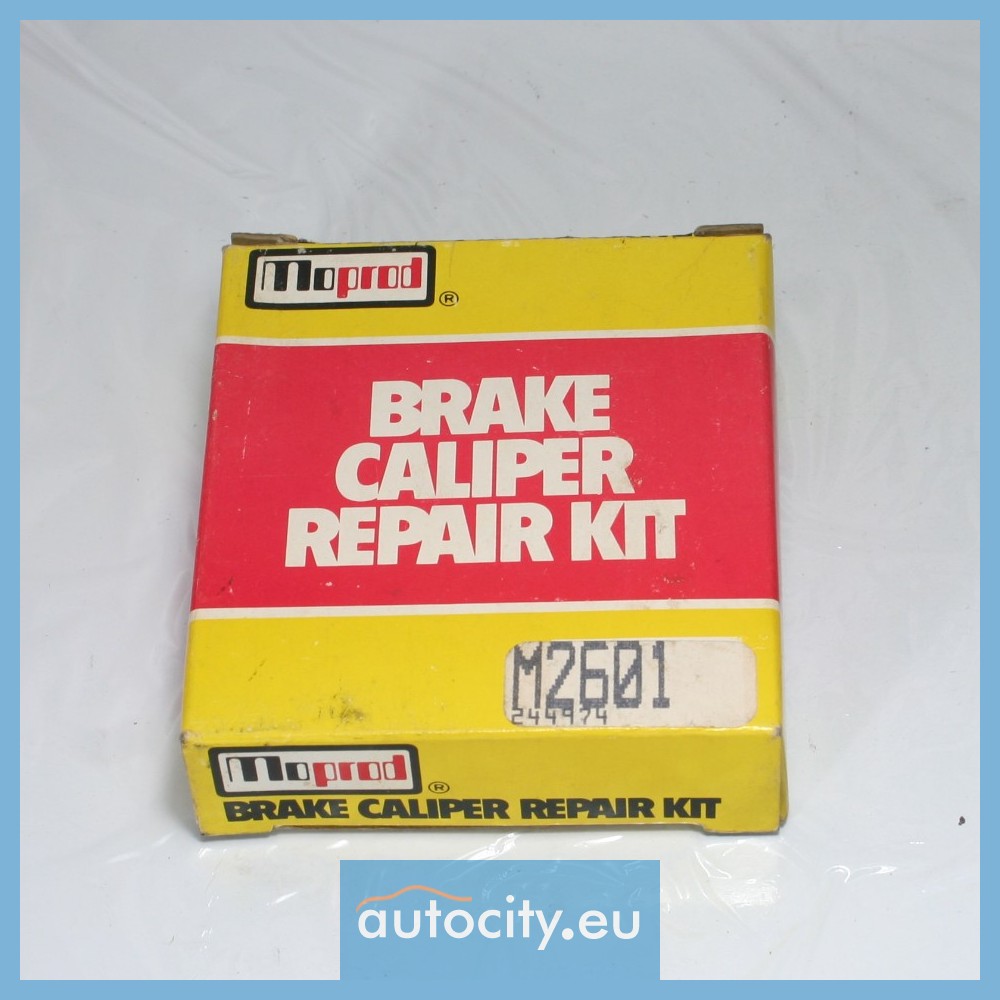 Moprod ®
BRAKE
CALIPER
REPAIR KIT
M2601
244974
Moprod ®
BRAKE CALIPER REPAIR KIT
autocity.eu